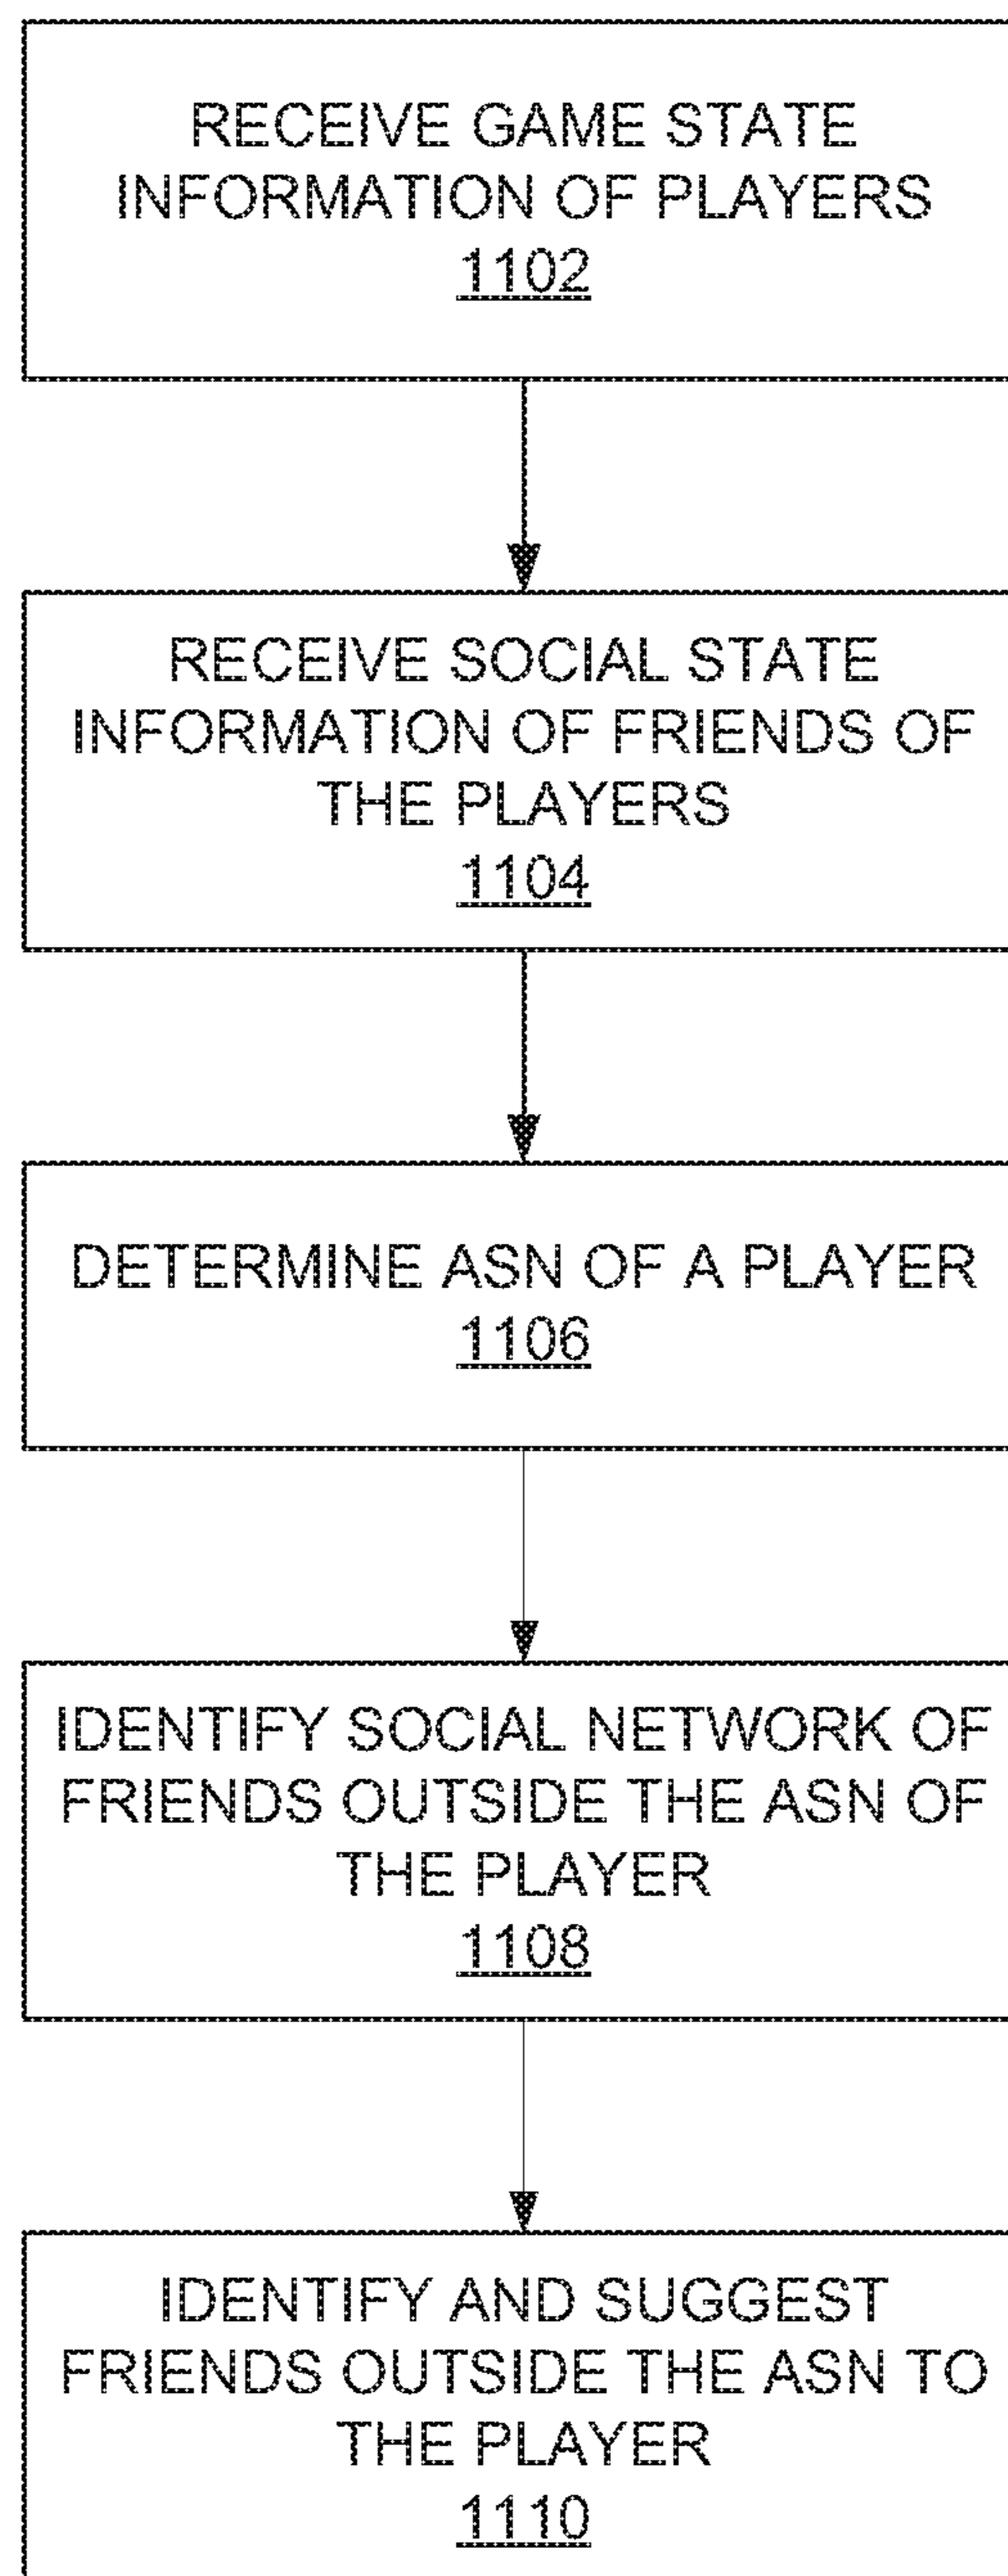 RECEIVE GAME STATE
INFORMATION OF PLAYERS
1102
RECEIVE SOCIAL STATE
INFORMATION OF FRIENDS OF
THE PLAYERS
1104
DETERMINE ASN OF A PLAYER
1106
IDENTIFY SOCIAL NETWORK OF
FRIENDS OUTSIDE THE ASN OF
THE PLAYER
1108
IDENTIFY AND SUGGEST
FRIENDS OUTSIDE THE ASN TO
THE PLAYER
1110